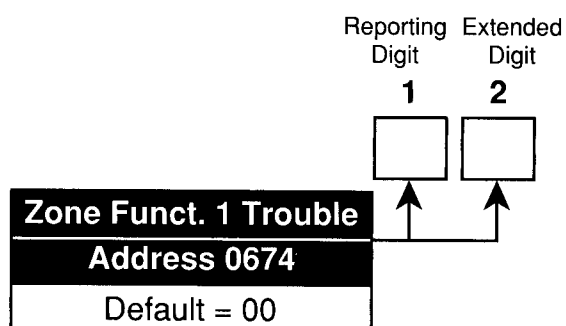 Reporting Extended
Digit Digit
1 2
Zone Funct. 1 Trouble
Address 0674
Default = 00